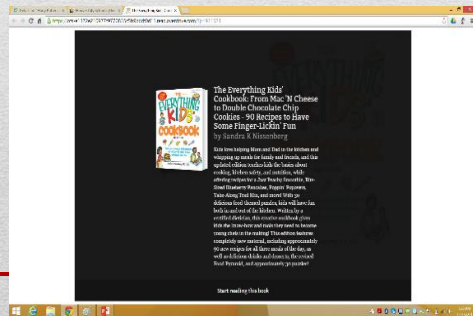 The Everything Kids'
Cookbook: From Mac 'N Cheese
to Double Chocolate Chip
Cookies - 90 Recipes to Have
Some Finger-Lickin' Fun
by Sandra K Nissenberg
Kids love helping Mom and Dad in the kitchen and
whipping up meals for family and friends, and this
updated edition teaches kids the basics about
cooking, kitchen safety, and nutrition, while
offering recipes for a Just Peachy Smoothie,
Blueberry Pancakes, Poppin' Popovers,
Take-Along Trail Mix, and more! With 30
delicious food themed puzzles, kids will have fun
both in and out of the kitchen. Written by a
certified dietitian, this creative cookbook gives
kids the know-how and tools they need to become
young chefs in the making! This edition features
completely new material, including approximately
90 new recipes for all three meals of the day, as
well as delicious drinks and desserts, the revised
Food Pyramid, and approximately 30 puzzles!
Start reading this book
THE
EVERYTHING
KIDS'
COOKBOOK